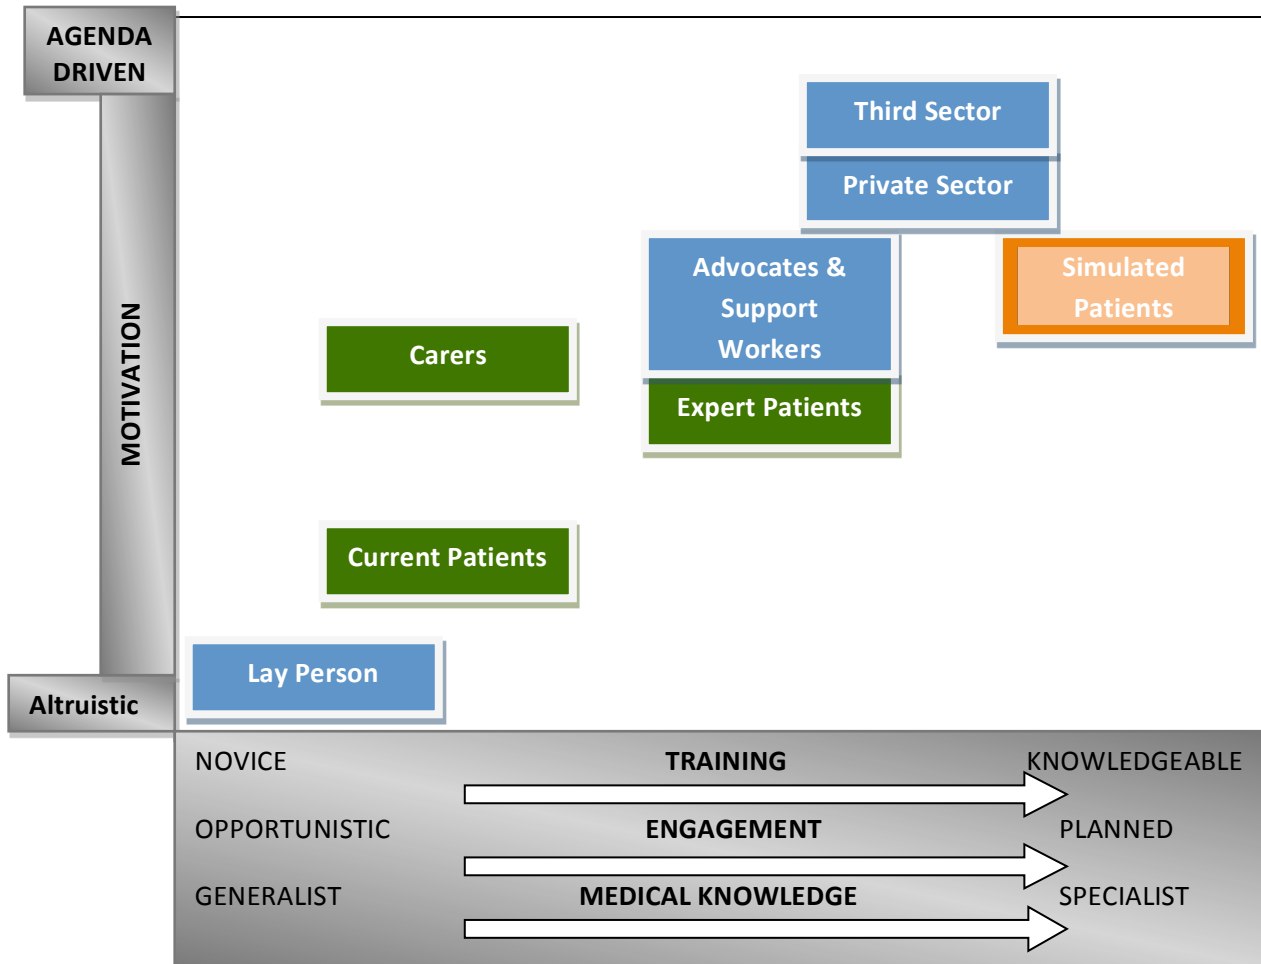 AGENDA
DRIVEN
Third Sector
Private Sector
Advocates &
Support
Workers
Simulated
Patients
MOTIVATION
Carers
Expert Patients
Current Patients
Lay Person
Altruistic
NOVICE TRAINING KNOWLEDGEABLE
OPPORTUNISTIC ENGAGEMENT PLANNED
GENERALIST MEDICAL KNOWLEDGE SPECIALIST